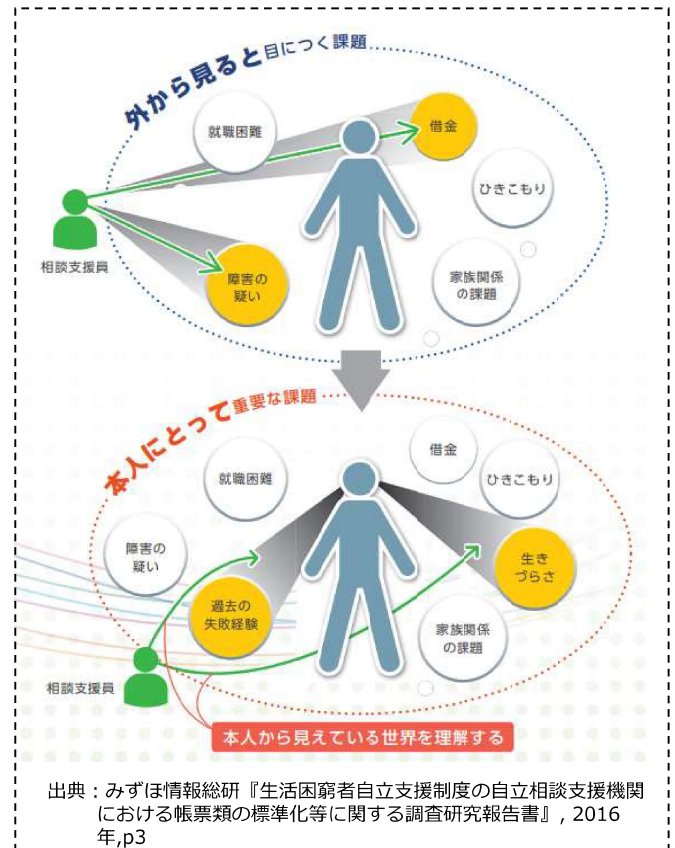 外から見ると目につく課題
就職困難
借金
ひきこもり
相談支援員
障害の
疑い
家族関係
の課題
本人にとって重要な課題
就職困難
借金
ひきこもり
障害の
疑い
生き
づらさ
過去の
失敗経験
家族関係
の課題
相談支援員
本人から見えている世界を理解する
出典：みずほ情報総研『生活困窮者自立支援制度の自立相談支援機関
における帳票類の標準化等に関する調査研究報告書』, 2016
年,p3